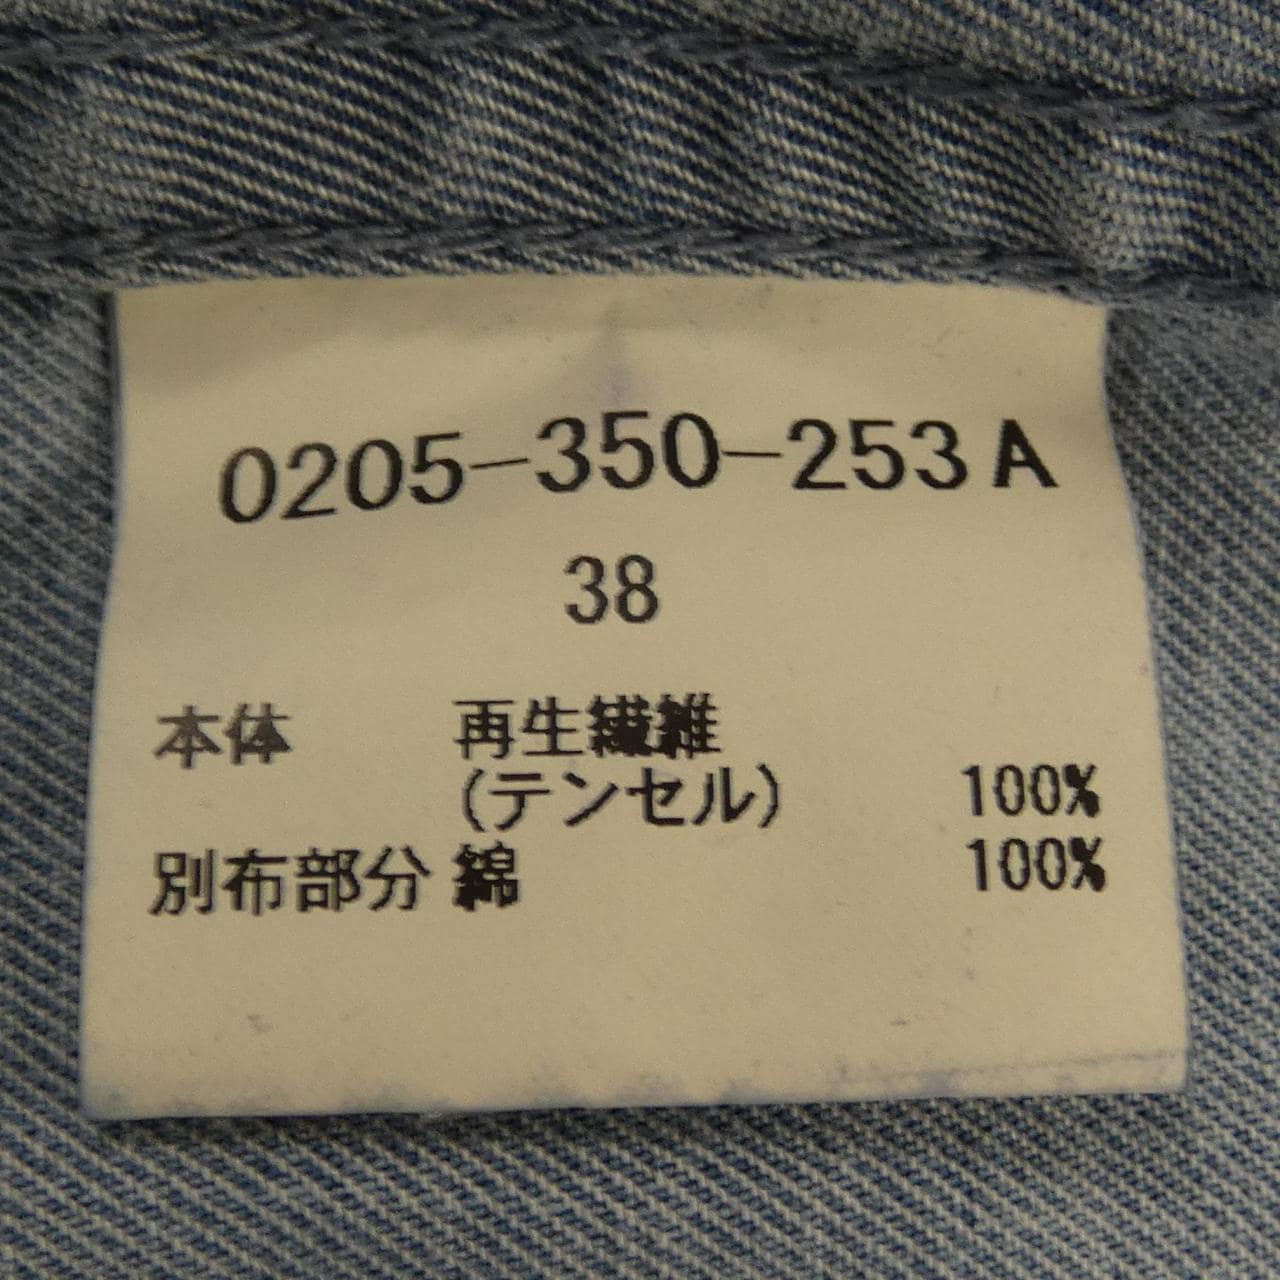 0205-350-253A
38
本体 再生繊維
(テンセル) 100%
別布部分 綿 100%